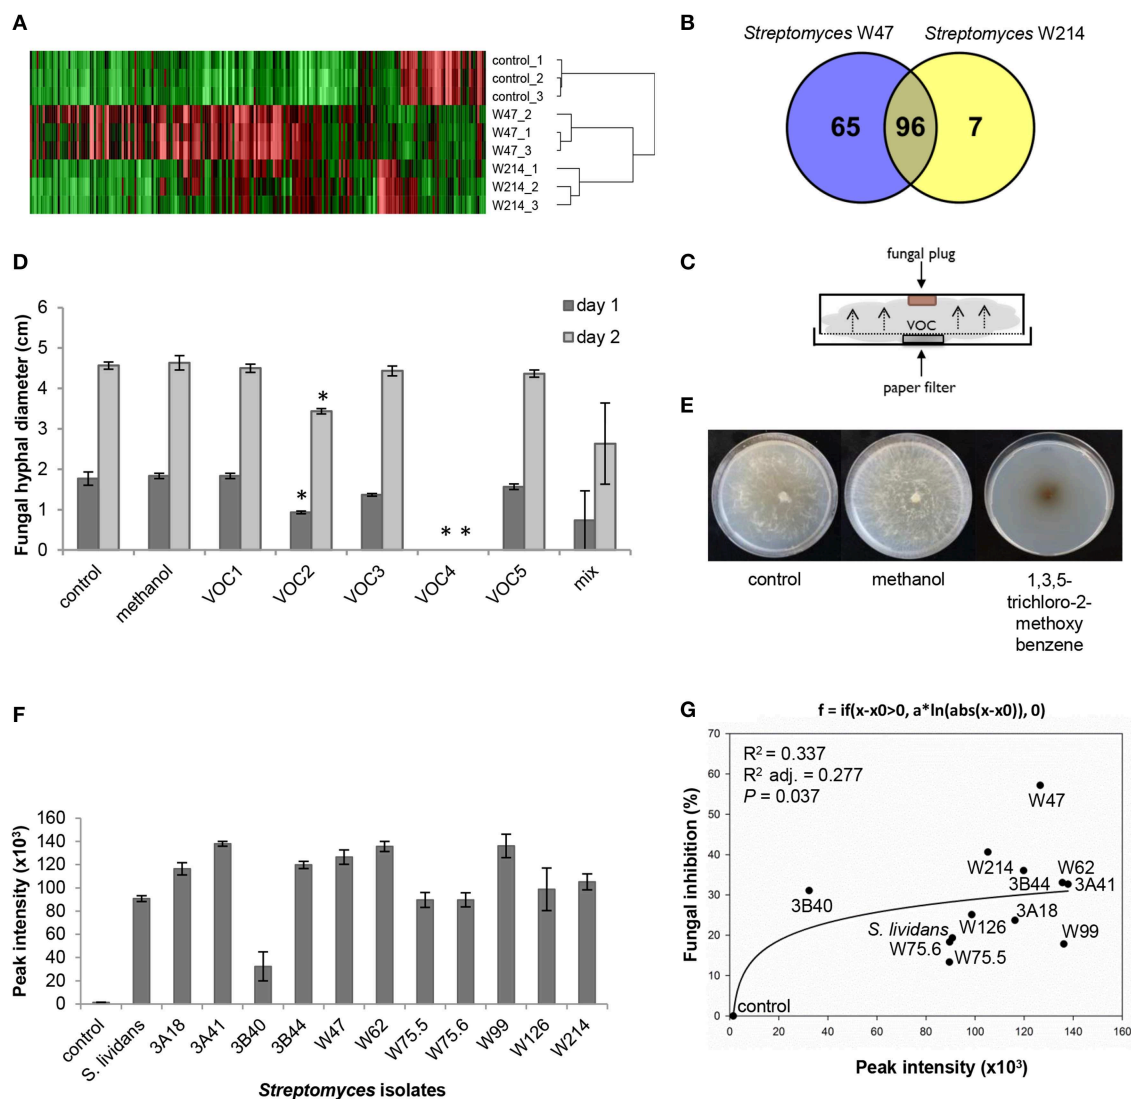 A
control_1
control_2
control_3
W47_2
W47_1
W47_3
W214_1
W214_2
W214_3
B
Streptomyces W47
Streptomyces W214
65
96
7
C
fungal plug
VOC
paper filter
D
Fungal hyphal diameter (cm)
6
5
4
3
2
1
0
day 1
day 2
*
*
* *
control
methanol
VOC1
VOC2
VOC3
VOC4
VOC5
mix
E
control
methanol
1,3,5-
trichloro-2-
methoxy
benzene
F
Peak intensity (x10³)
160
140
120
100
80
60
40
20
0
control
S. lividans
3A18
3A41
3B40
3B44
W47
W62
W75.5
W75.6
W99
W126
W214
Streptomyces isolates
G
f = if(x-x0>0, a*ln(abs(x-x0)), 0)
R² = 0.337
R² adj. = 0.277
P = 0.037
Fungal inhibition (%)
70
60
50
40
30
20
10
0
W47
W214
W62
3B44
3A41
3B40
3A18
S. lividans
W126
W99
W75.6
W75.5
control
0
20
40
60
80
100
120
140
160
Peak intensity (x10³)